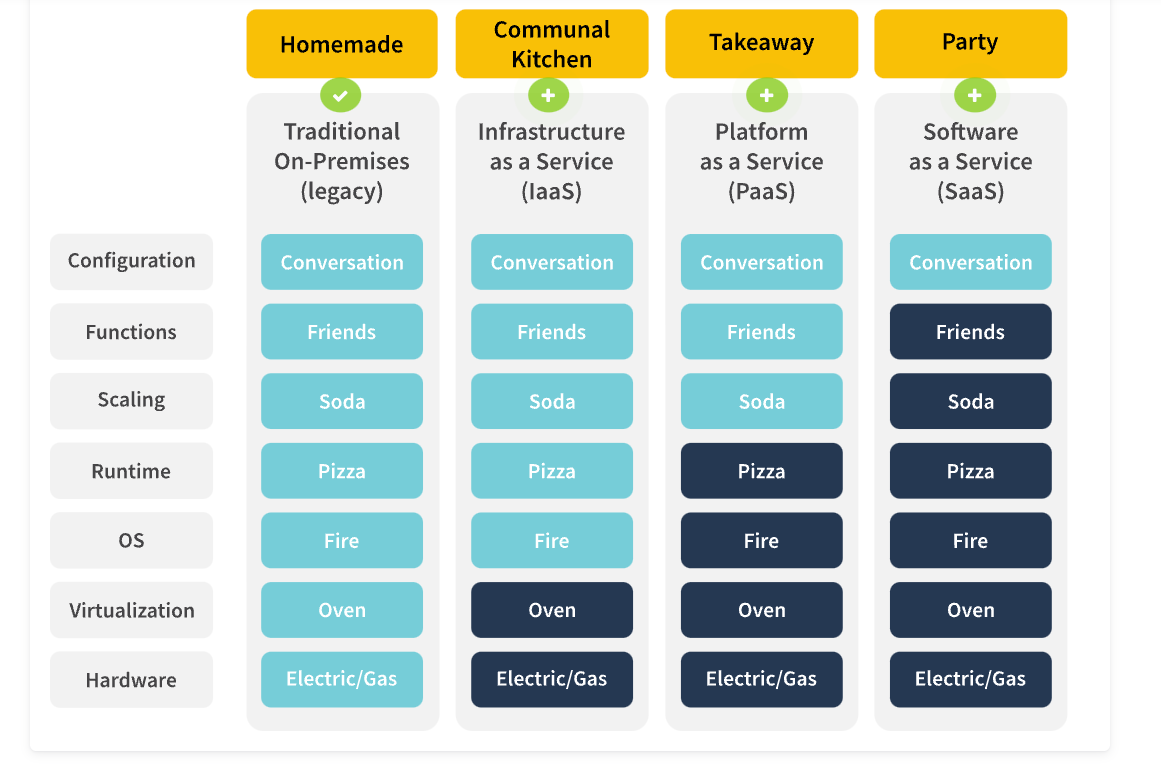 Homemade
Communal
Kitchen
Takeaway
Party
Traditional
On-Premises
(legacy)
Infrastructure
as a Service
(IaaS)
Platform
as a Service
(PaaS)
Software
as a Service
(SaaS)
Configuration
Conversation
Conversation
Conversation
Conversation
Functions
Friends
Friends
Friends
Friends
Scaling
Soda
Soda
Soda
Soda
Runtime
Pizza
Pizza
Pizza
Pizza
OS
Fire
Fire
Fire
Fire
Virtualization
Oven
Oven
Oven
Oven
Hardware
Electric/Gas
Electric/Gas
Electric/Gas
Electric/Gas